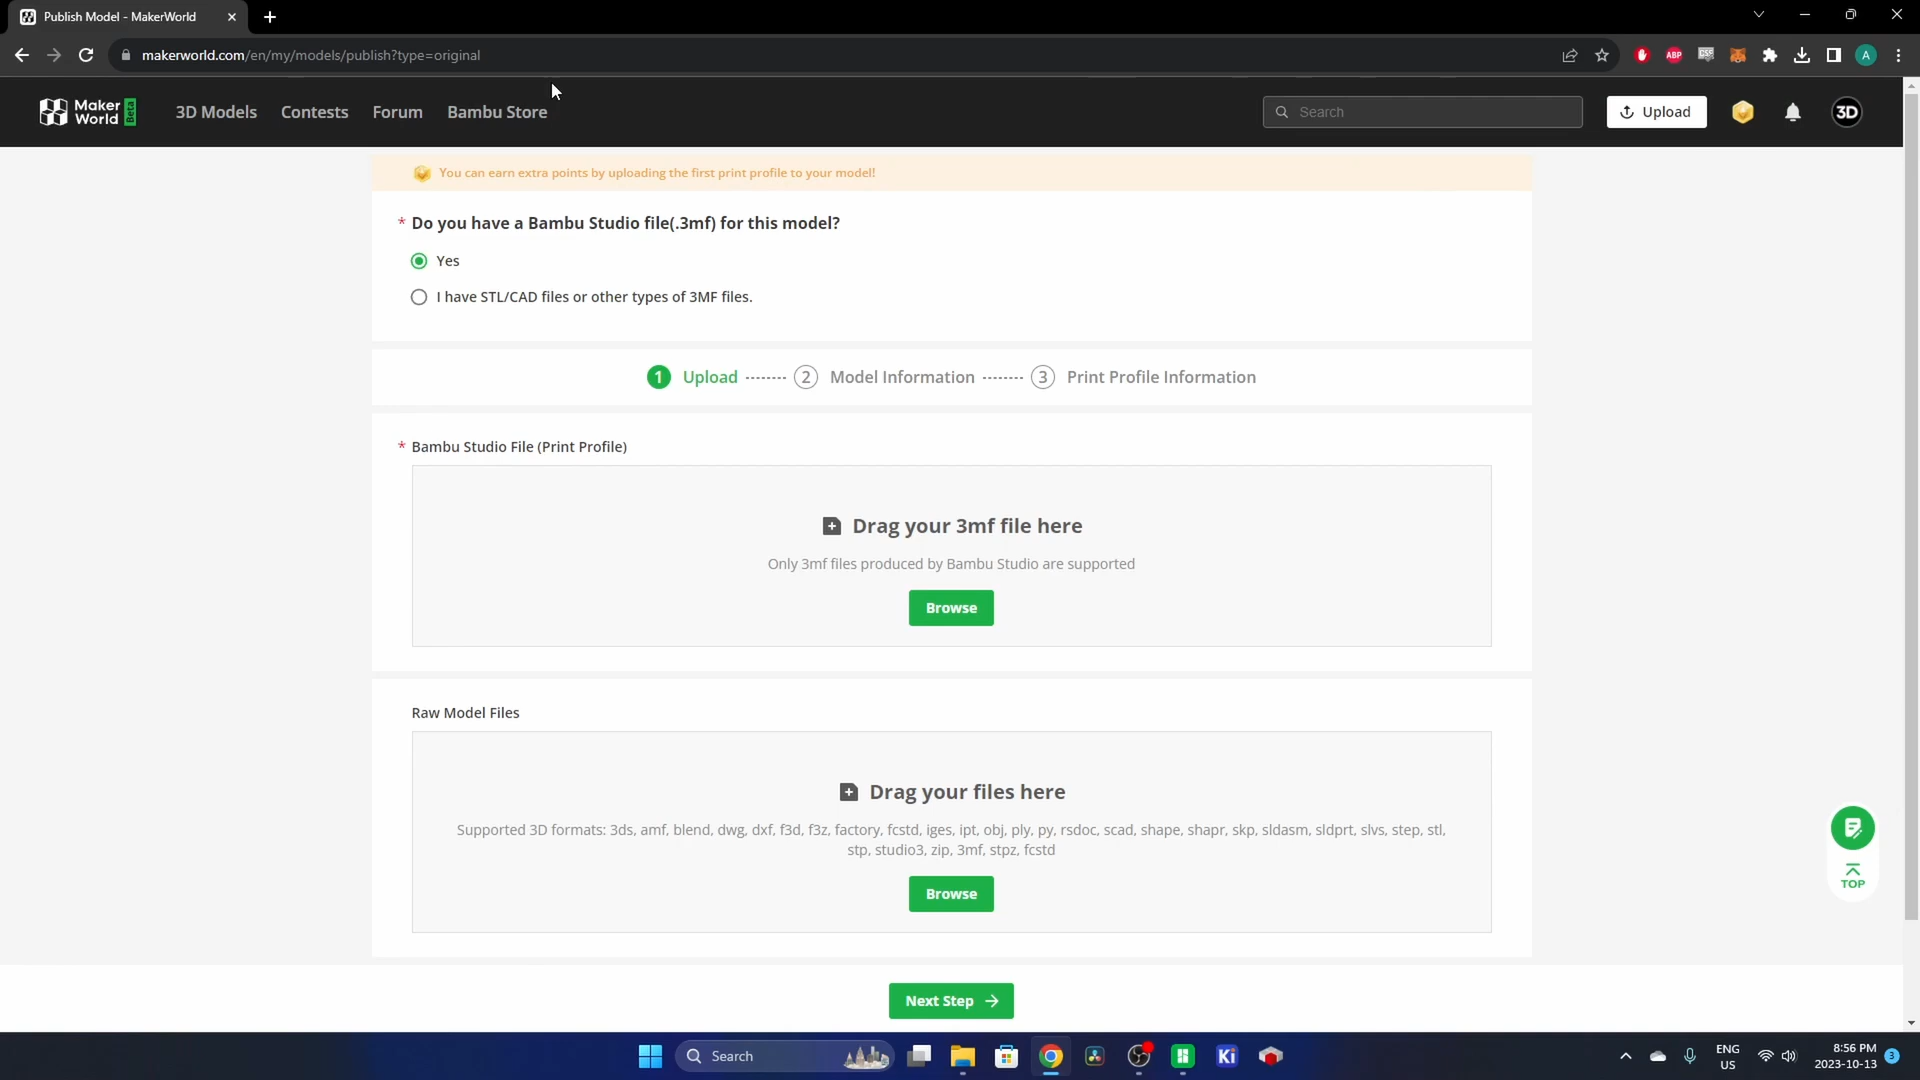 Publish Model - MakerWorld
makerworld.com/en/my/models/publish?type=original
ABP
A
Maker
World
Beta
3D Models
Contests
Forum
Bambu Store
Search
Upload
3D
You can earn extra points by uploading the first print profile to your model!
* Do you have a Bambu Studio file(.3mf) for this model?
Yes
I have STL/CAD files or other types of 3MF files.
1 Upload
2 Model Information
3 Print Profile Information
* Bambu Studio File (Print Profile)
Drag your 3mf file here
Only 3mf files produced by Bambu Studio are supported
Browse
Raw Model Files
Drag your files here
Supported 3D formats: 3ds, amf, blend, dwg, dxf, f3d, f3z, factory, fcstd, iges, ipt, obj, ply, py, rsdoc, scad, shape, shapr, skp, sldasm, sldprt, slvs, step, stl,
stp, studio3, zip, 3mf, stpz, fcstd
Browse
TOP
Next Step
Search
Ki
ENG
US
8:56 PM
2023-10-13
3